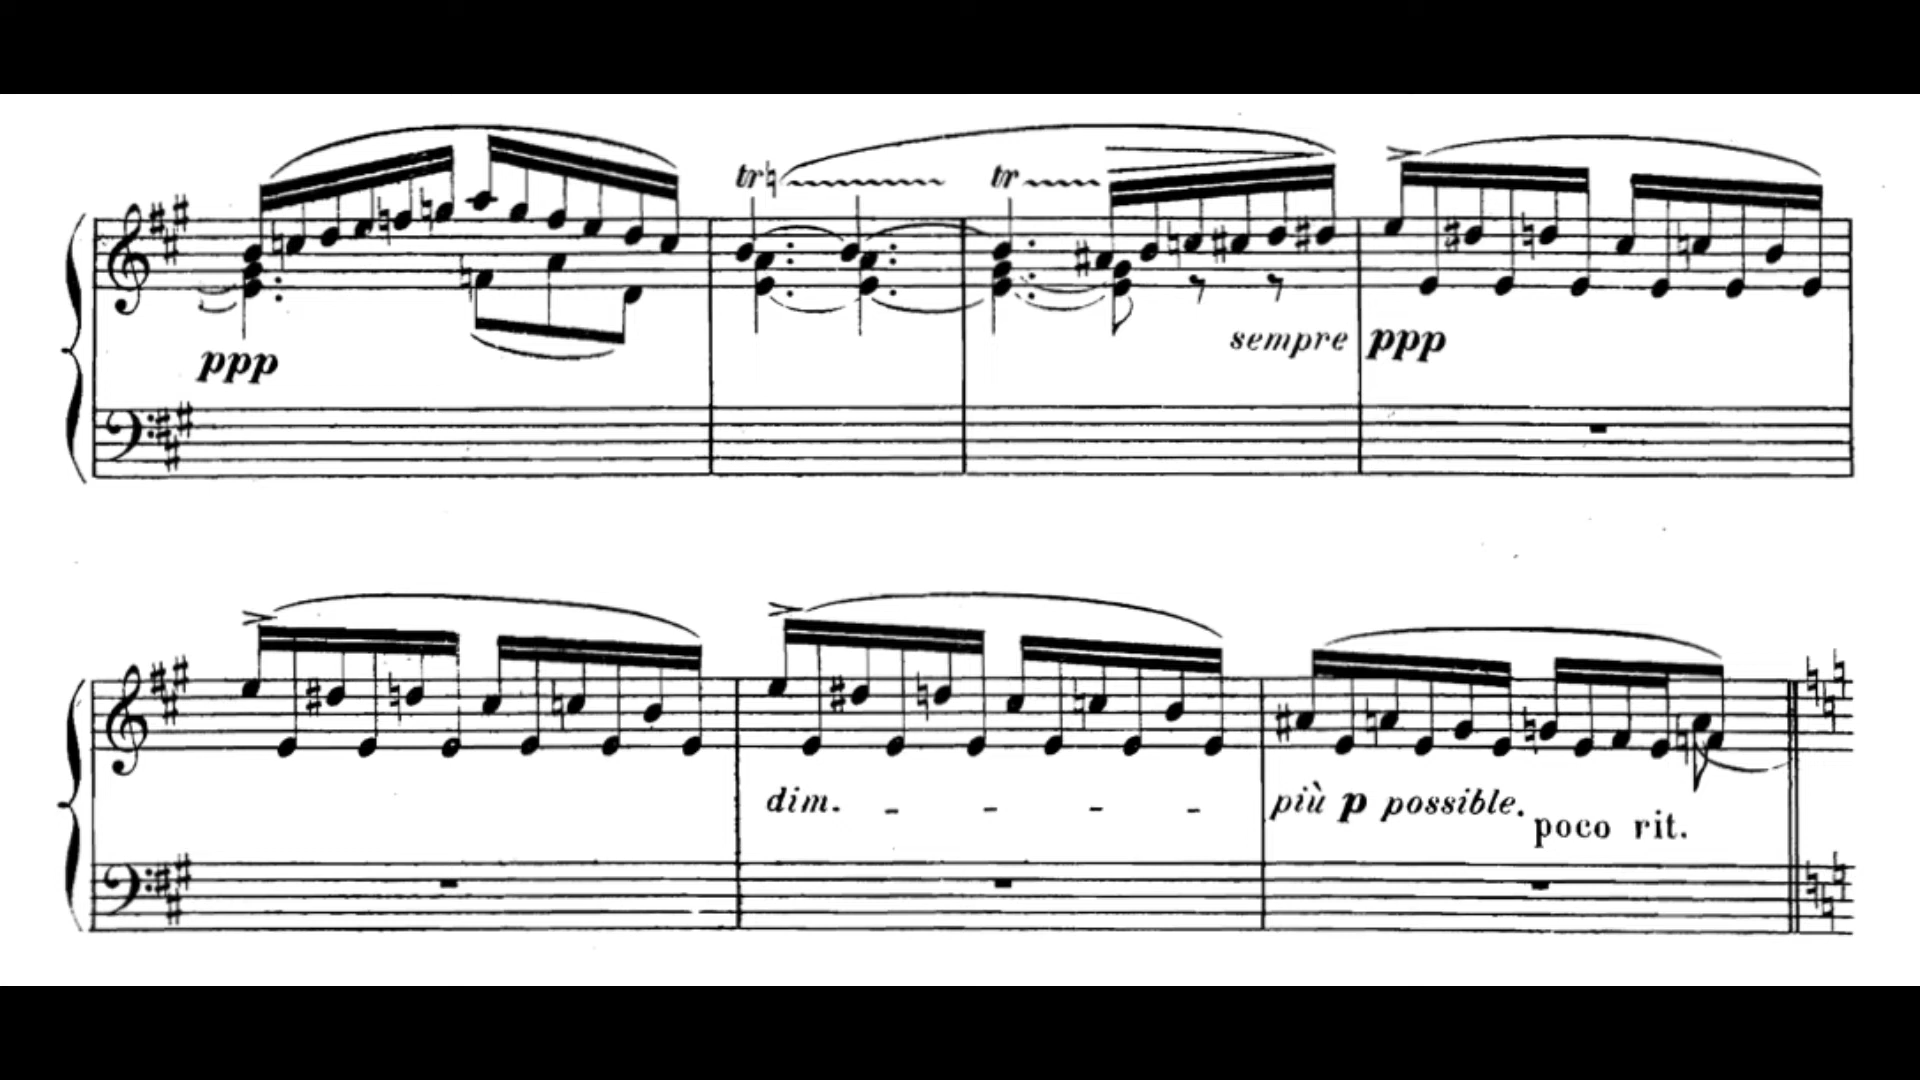 tr tr
sempre ppp
ppp
dim. - - - - più p possible.
poco rit.